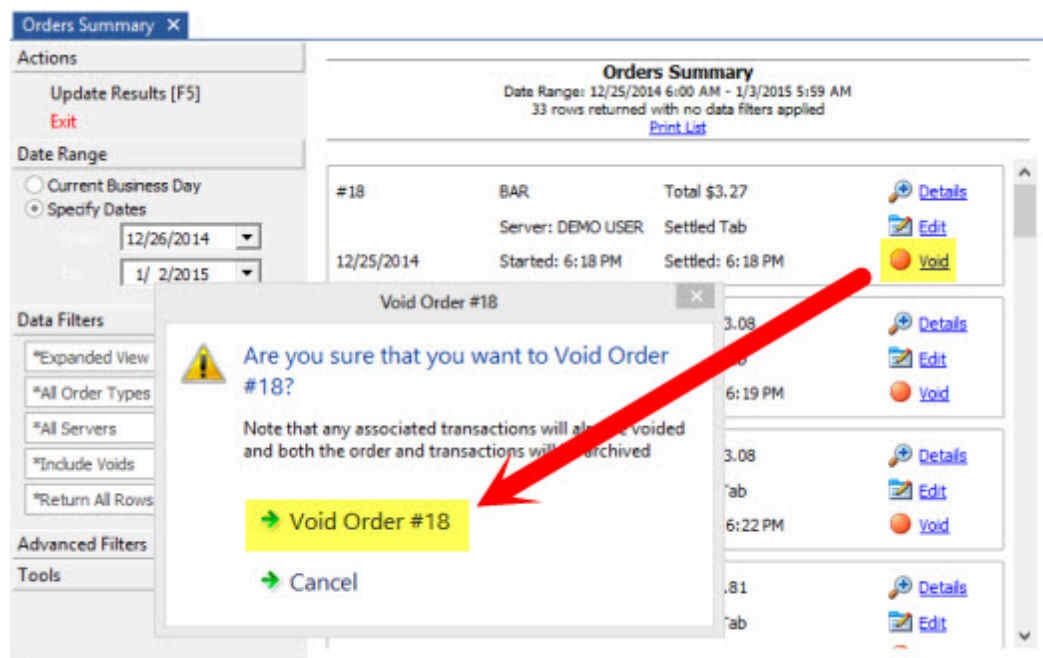 Orders Summary ×
Actions
Update Results [F5]
Exit
Date Range
Current Business Day
Specify Dates
12/26/2014
1/ 2/2015
Data Filters
*Expanded View
*All Order Types
*All Servers
*Include Voids
*Return All Rows
Advanced Filters
Tools
Orders Summary
Date Range: 12/25/2014 6:00 AM - 1/3/2015 5:59 AM
33 rows returned with no data filters applied
Print List
#18 BAR Total $3.27 Details
Server: DEMO USER Settled Tab Edit
12/25/2014 Started: 6:18 PM Settled: 6:18 PM Void
3.08 Details
Edit
6:19 PM Void
3.08 Details
Tab Edit
6:22 PM Void
.81 Details
Tab Edit
Void Order #18
Are you sure that you want to Void Order
#18?
Note that any associated transactions will also be voided
and both the order and transactions will be archived
Void Order #18
Cancel